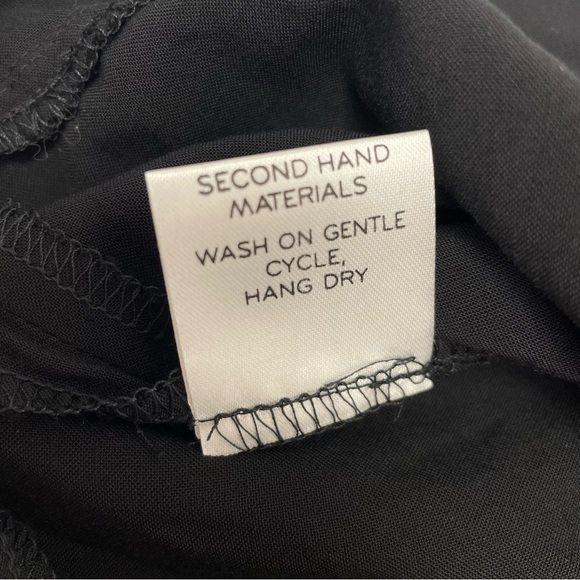 SECOND HAND
MATERIALS
WASH ON GENTLE
CYCLE,
HANG DRY